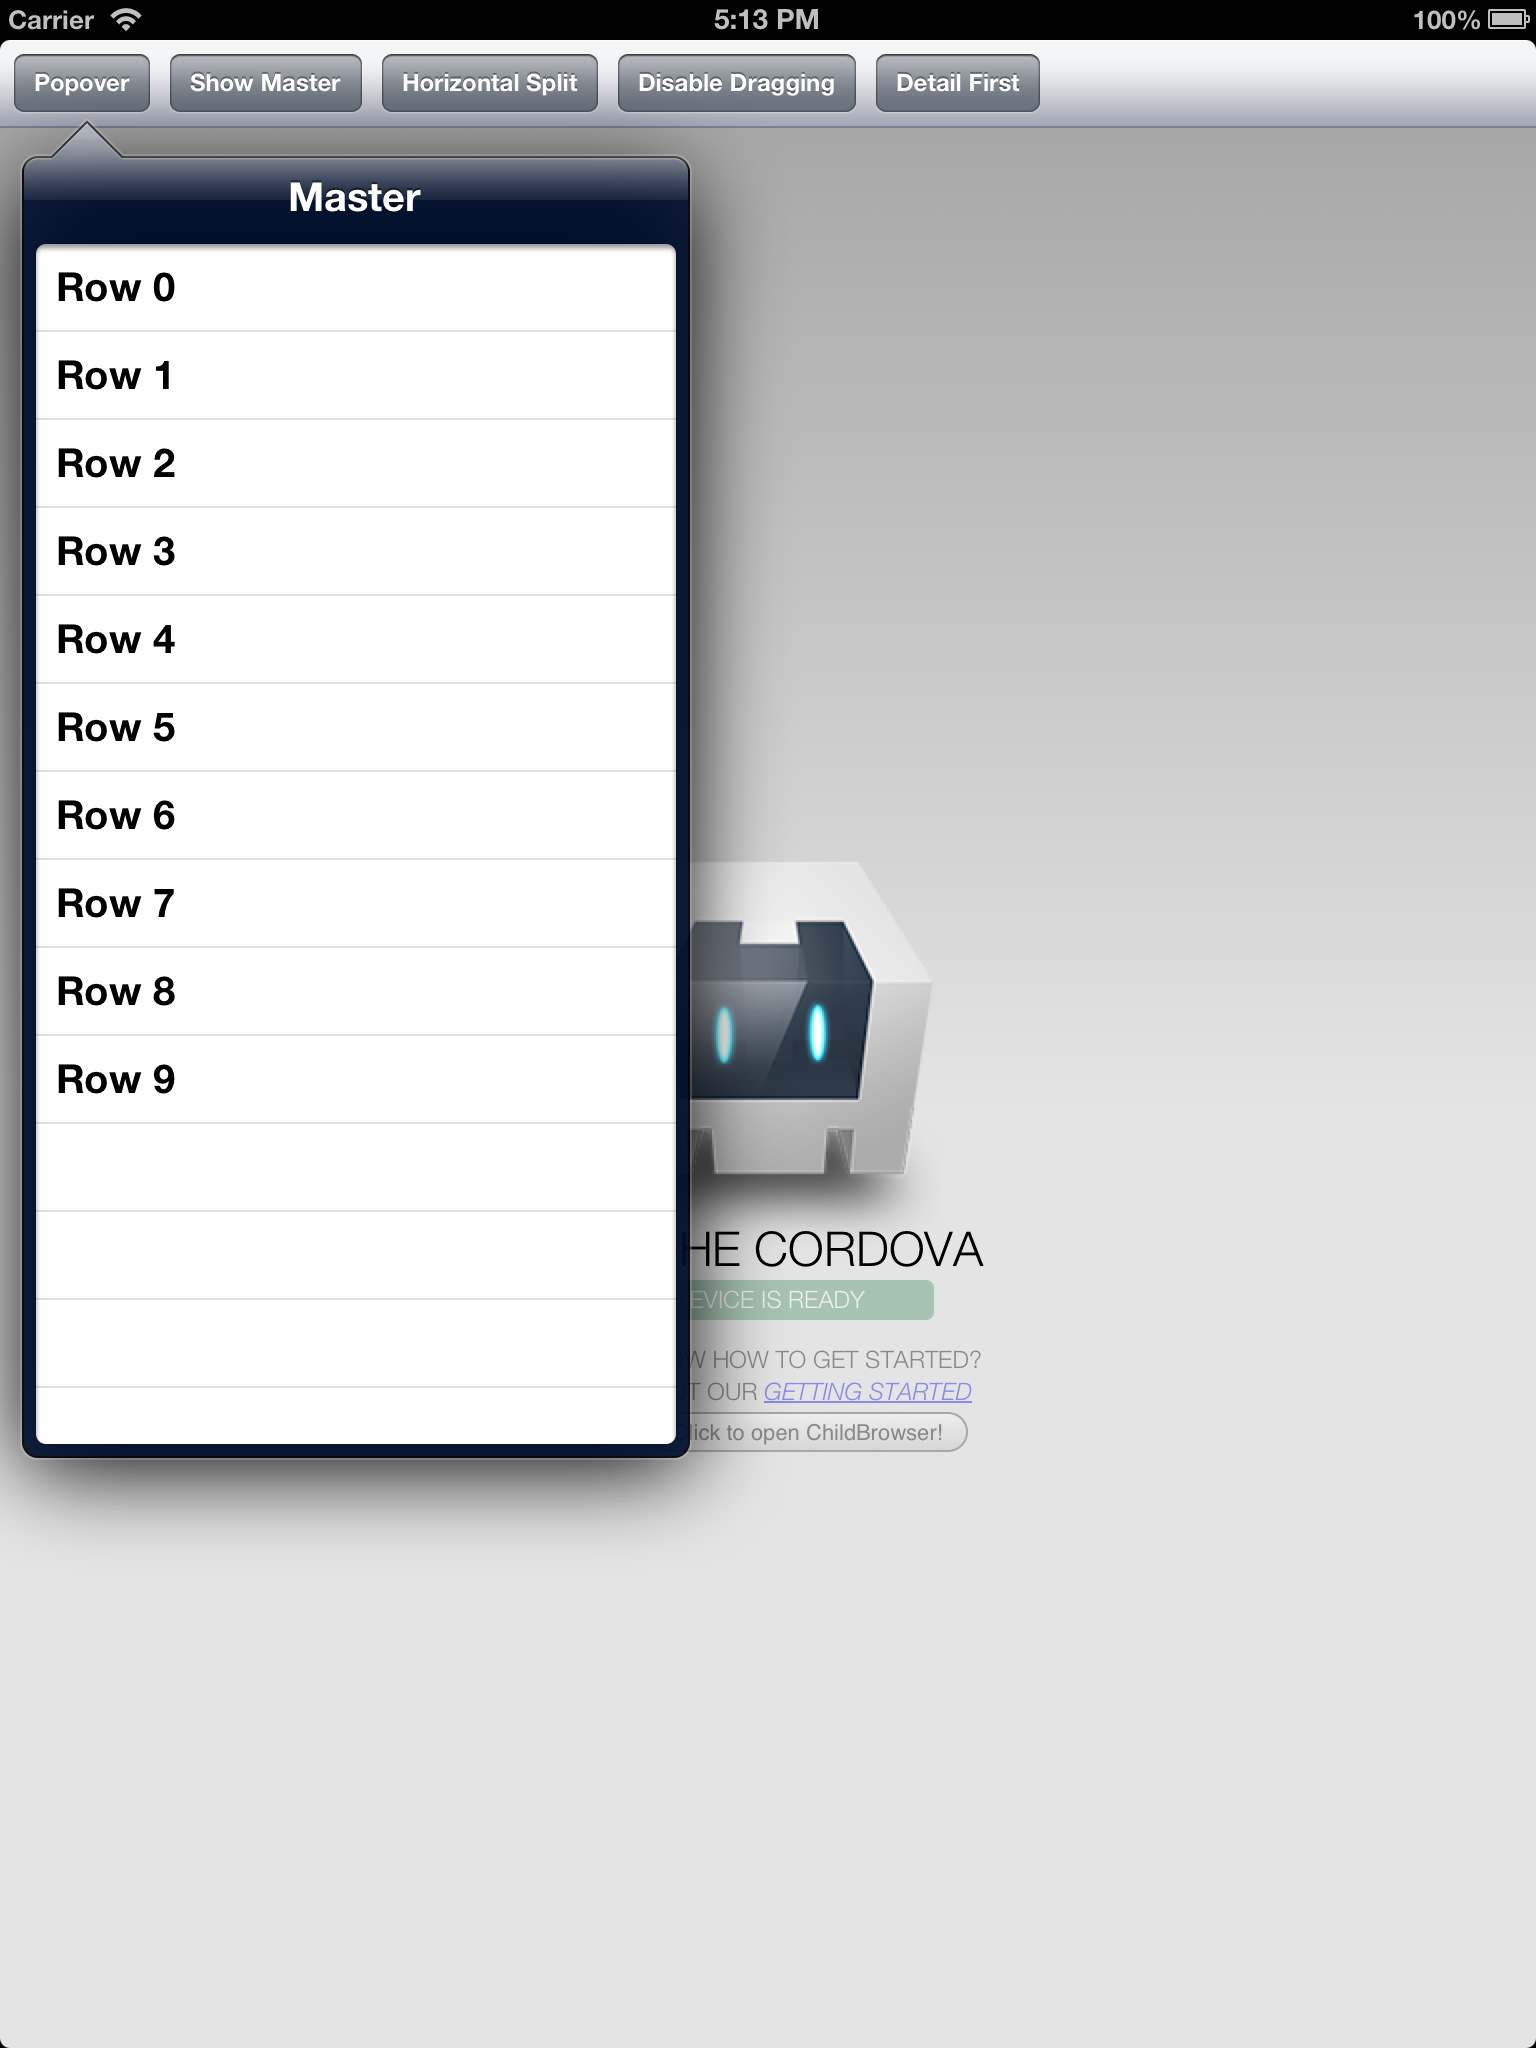 Carrier 5:13 PM 100%
Popover Show Master Horizontal Split Disable Dragging Detail First
Master
Row 0
Row 1
Row 2
Row 3
Row 4
Row 5
Row 6
Row 7
Row 8
Row 9
HE CORDOVA
EVICE IS READY
W HOW TO GET STARTED?
T OUR GETTING STARTED
lick to open ChildBrowser!